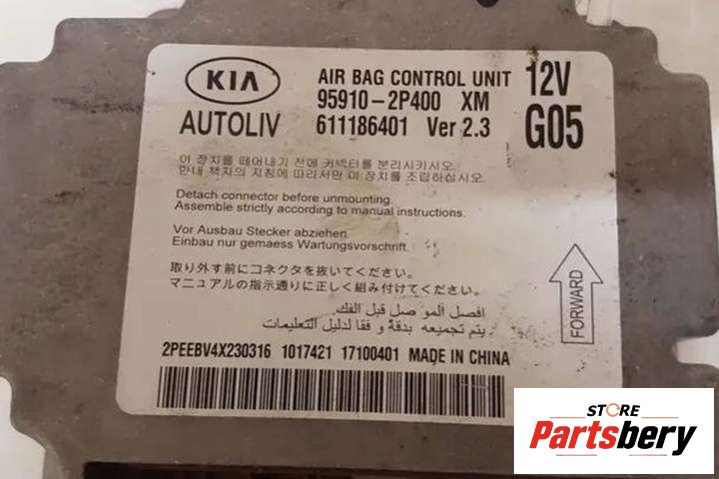 KIA AIR BAG CONTROL UNIT 12V
95910-2P400 XM
AUTOLIV 611186401 Ver 2.3 G05
이 장치를 떼어내기 전에 커넥터를 분리시키시오.
안내 책자의 지침에 따라서만 이 장치를 조립하십시오.
Detach connector before unmounting.
Assemble strictly according to manual instructions.
Vor Ausbau Stecker abziehen.
Einbau nur gemaess Wartungsvorschrift.
取り外す前にコネクタを抜いてください。
マニュアルの指示通りに正しく組み付けてください。
افصل الموصل قبل الفك.
يتم تجميعه بدقة و فقا لدليل التعليمات
FORWARD
2PEEBV4X230316 1017421 17100401 MADE IN CHINA
STORE
Partsbery